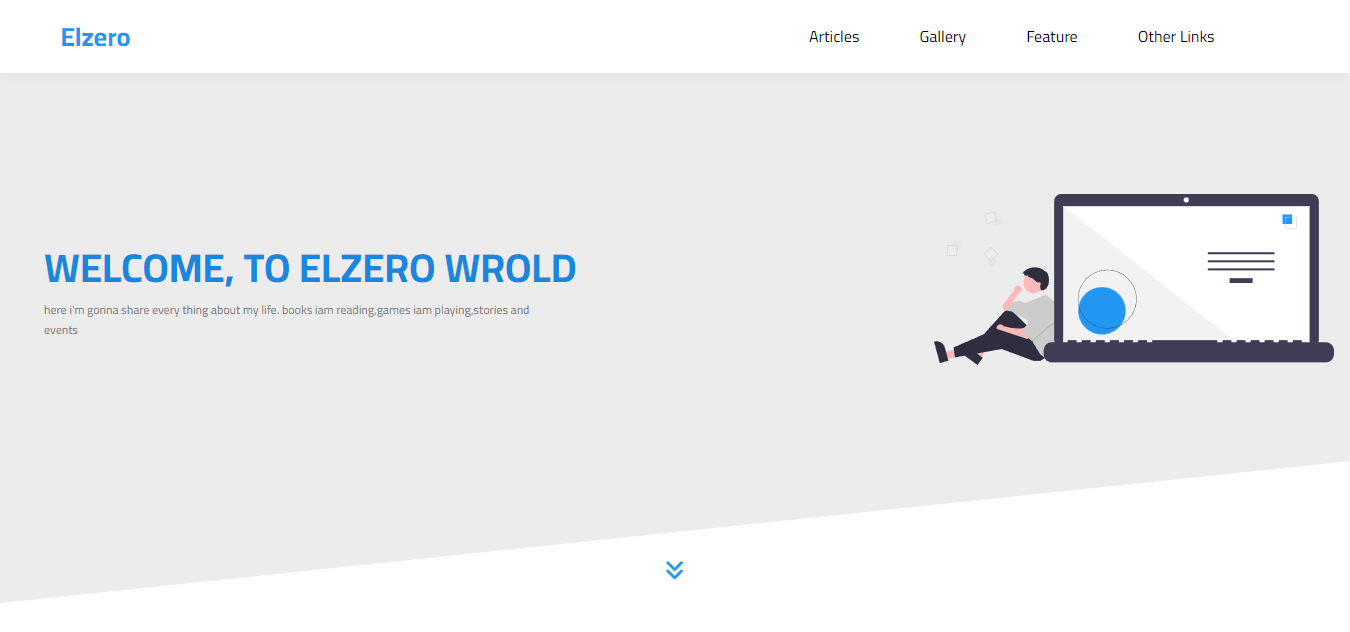 Elzero
Articles Gallery Feature Other Links
WELCOME, TO ELZERO WROLD
here i'm gonna share every thing about my life. books iam reading,games iam playing,stories and
events